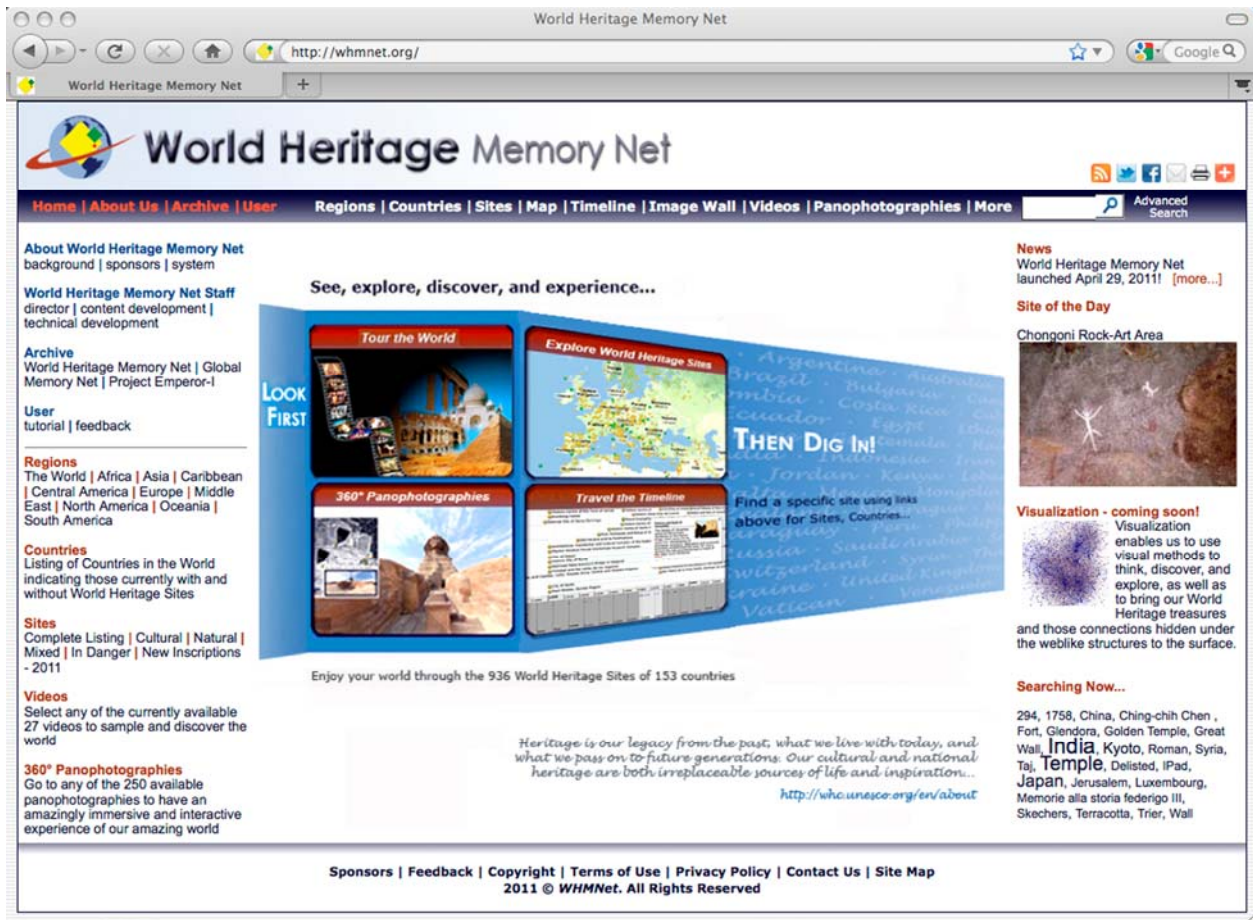 World Heritage Memory Net
http://whmnet.org/
Google
World Heritage Memory Net
World Heritage Memory Net
Home | About Us | Archive | User
Regions | Countries | Sites | Map | Timeline | Image Wall | Videos | Panophotographies | More
Advanced
Search
About World Heritage Memory Net
background | sponsors | system
World Heritage Memory Net Staff
director | content development |
technical development
Archive
World Heritage Memory Net | Global
Memory Net | Project Emperor-I
User
tutorial | feedback
Regions
The World | Africa | Asia | Caribbean
| Central America | Europe | Middle
East | North America | Oceania |
South America
Countries
Listing of Countries in the World
indicating those currently with and
without World Heritage Sites
Sites
Complete Listing | Cultural | Natural |
Mixed | In Danger | New Inscriptions
- 2011
Videos
Select any of the currently available
27 videos to sample and discover the
world
360° Panophotographies
Go to any of the 250 available
panophotographies to have an
amazingly immersive and interactive
experience of our amazing world
See, explore, discover, and experience...
LOOK
FIRST
Tour the World
Explore World Heritage Sites
360° Panophotographies
Travel the Timeline
Argentina
Brazil · Bulgaria
Costa Rica
Ecuador · Egypt
Indonesia
Jordan
Switzerland
Vatican
THEN DIG IN!
Find a specific site using links
above for Sites, Countries...
Enjoy your world through the 936 World Heritage Sites of 153 countries
Heritage is our legacy from the past, what we live with today, and
what we pass on to future generations. Our cultural and national
heritage are both irreplaceable sources of life and inspiration...
http://whc.unesco.org/en/about
News
World Heritage Memory Net
launched April 29, 2011! [more...]
Site of the Day
Chongoni Rock-Art Area
Visualization - coming soon!
Visualization
enables us to use
visual methods to
think, discover, and
explore, as well as
to bring our World
Heritage treasures
and those connections hidden under
the weblike structures to the surface.
Searching Now...
294, 1758, China, Ching-chih Chen ,
Fort, Glendora, Golden Temple, Great
Wall, India, Kyoto, Roman, Syria,
Taj, Temple, Delisted, IPad,
Japan, Jerusalem, Luxembourg,
Memorie alla storia federigo III,
Skechers, Terracotta, Trier, Wall
Sponsors | Feedback | Copyright | Terms of Use | Privacy Policy | Contact Us | Site Map
2011 © WHMNet. All Rights Reserved